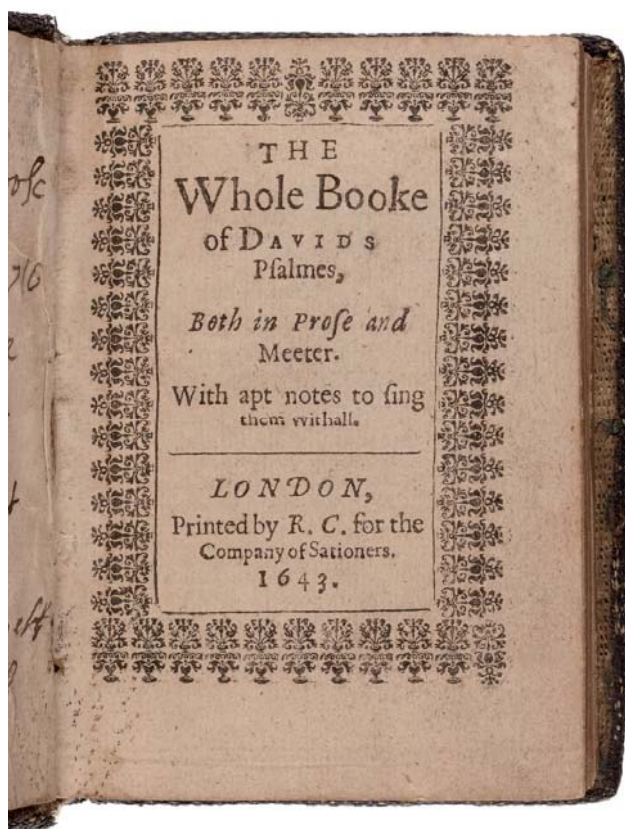 THE
Whole Booke
of DAVIDS
Pſalmes,
Both in Proſe and
Meeter.
With apt notes to ſing
them vvithall.
LONDON,
Printed by R. C. for the
Company of Sationers.
1643.